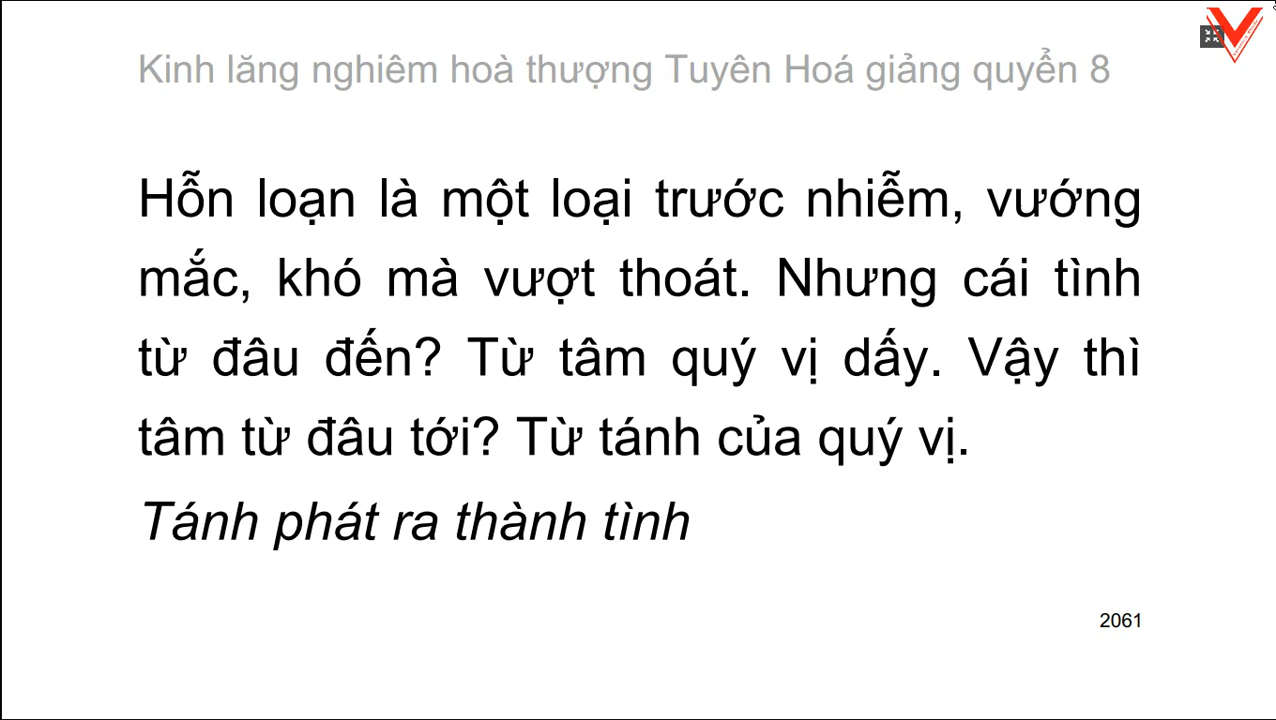 Kinh lăng nghiêm hoà thượng Tuyên Hoá giảng quyển 8
Hỗn loạn là một loại trước nhiễm, vướng
mắc, khó mà vượt thoát. Nhưng cái tình
từ đâu đến? Từ tâm quý vị dấy. Vậy thì
tâm từ đâu tới? Từ tánh của quý vị.
Tánh phát ra thành tình
2061